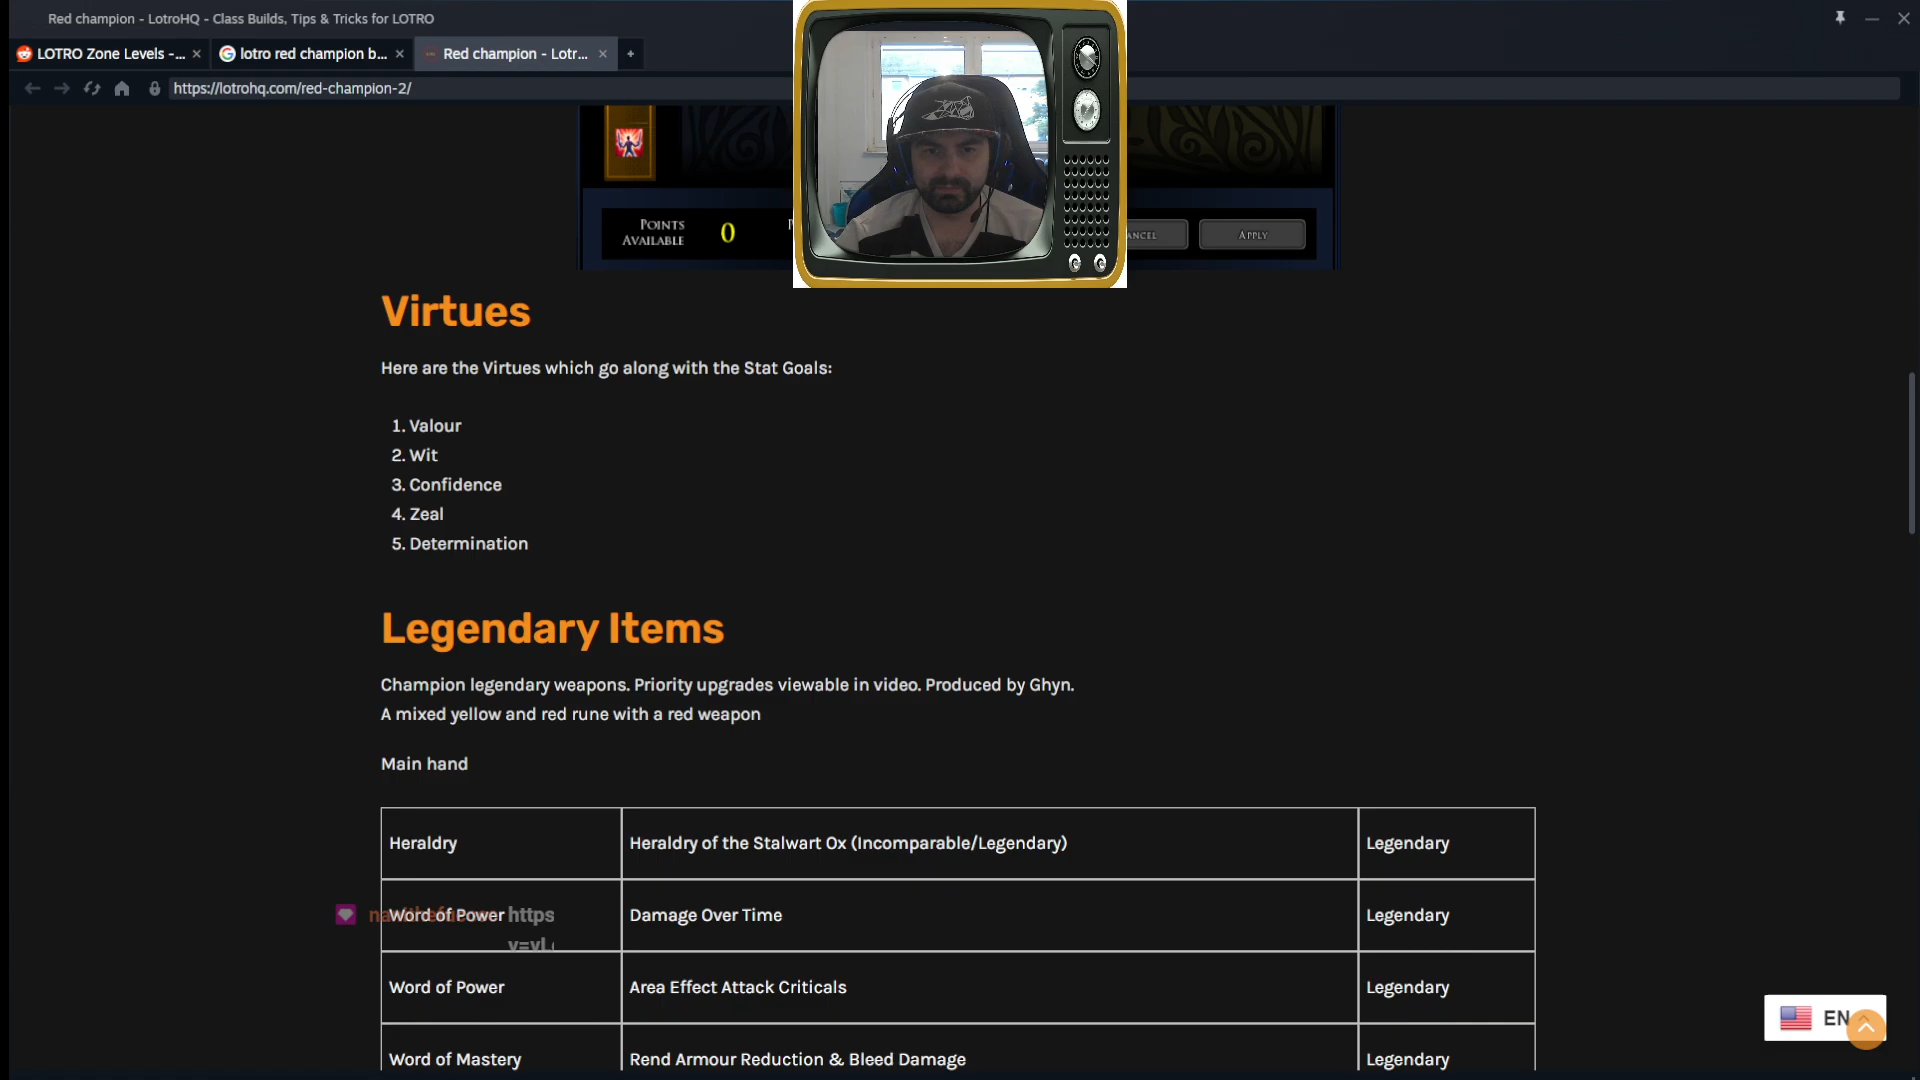 Red champion - LotroHQ - Class Builds, Tips & Tricks for LOTRO
LOTRO Zone Levels -...
lotro red champion b...
Red champion - Lotr...
https://lotrohq.com/red-champion-2/
POINTS
AVAILABLE
0
APPLY
Virtues
Here are the Virtues which go along with the Stat Goals:
1. Valour
2. Wit
3. Confidence
4. Zeal
5. Determination
Legendary Items
Champion legendary weapons. Priority upgrades viewable in video. Produced by Ghyn.
A mixed yellow and red rune with a red weapon
Main hand
Heraldry
Heraldry of the Stalwart Ox (Incomparable/Legendary)
Legendary
Word of Power
https
Damage Over Time
Legendary
Word of Power
Area Effect Attack Criticals
Legendary
EN
Word of Mastery
Rend Armour Reduction & Bleed Damage
Legendary